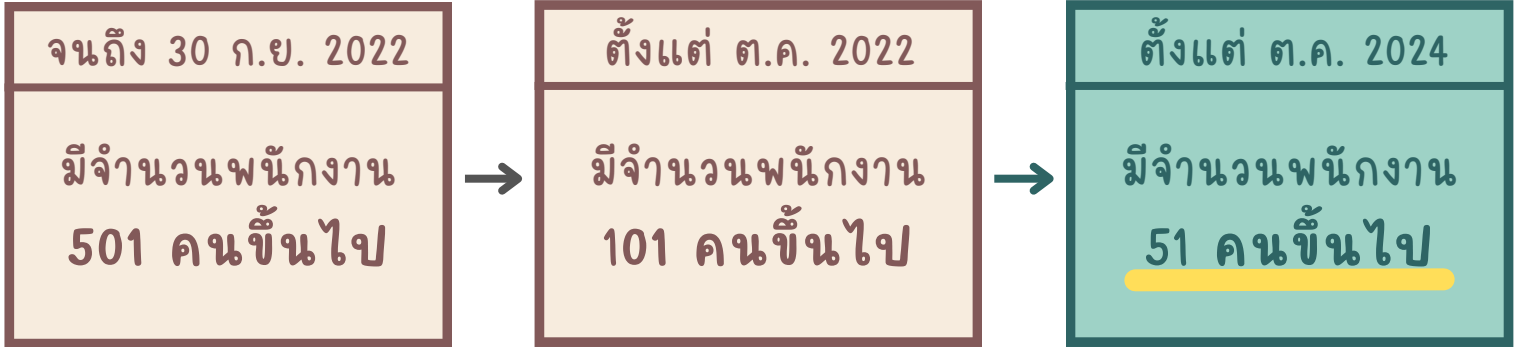 จนถึง 30 ก.ย. 2022
มีจำนวนพนักงาน
501 คนขึ้นไป
ตั้งแต่ ต.ค. 2022
มีจำนวนพนักงาน
101 คนขึ้นไป
ตั้งแต่ ต.ค. 2024
มีจำนวนพนักงาน
51 คนขึ้นไป